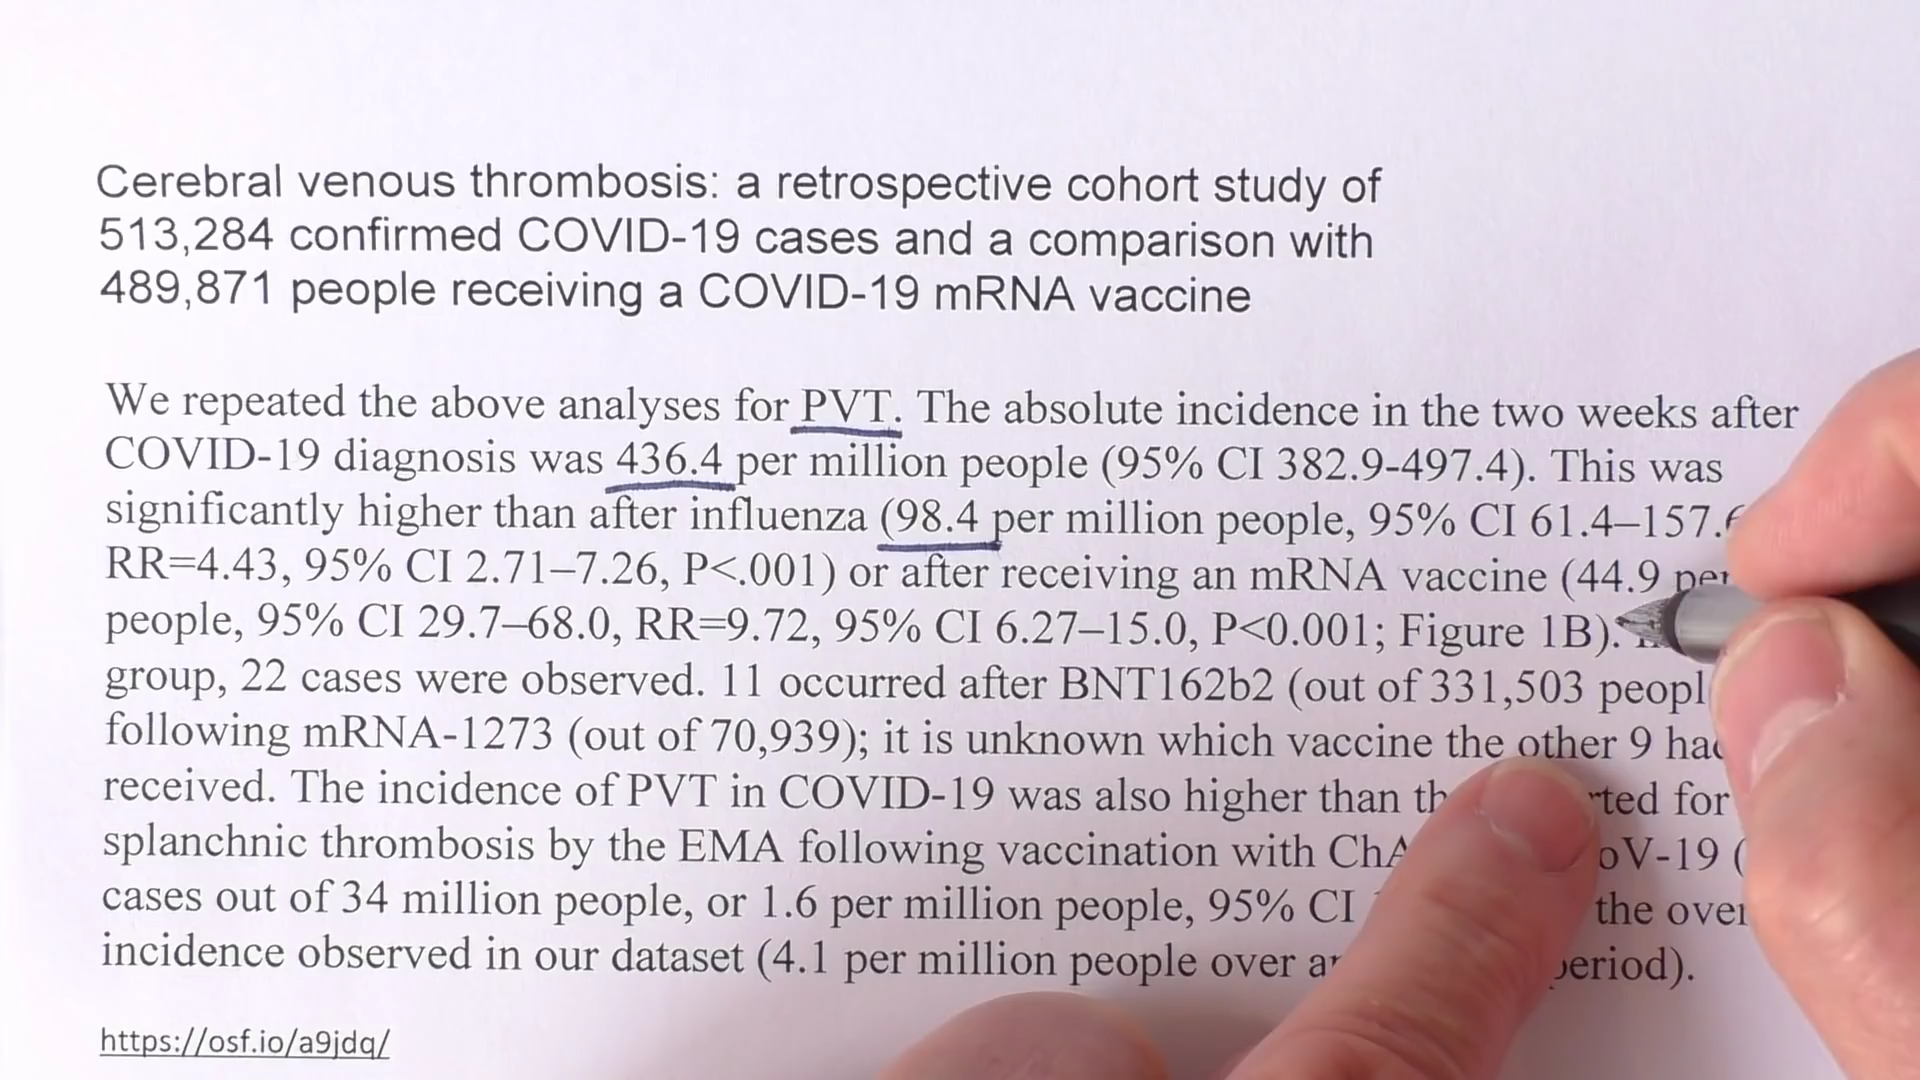 Cerebral venous thrombosis: a retrospective cohort study of
513,284 confirmed COVID-19 cases and a comparison with
489,871 people receiving a COVID-19 mRNA vaccine
We repeated the above analyses for PVT. The absolute incidence in the two weeks after
COVID-19 diagnosis was 436.4 per million people (95% CI 382.9-497.4). This was
significantly higher than after influenza (98.4 per million people, 95% CI 61.4–157.6
RR=4.43, 95% CI 2.71–7.26, P<.001) or after receiving an mRNA vaccine (44.9 per
people, 95% CI 29.7–68.0, RR=9.72, 95% CI 6.27–15.0, P<0.001; Figure 1B).
group, 22 cases were observed. 11 occurred after BNT162b2 (out of 331,503
following mRNA-1273 (out of 70,939); it is unknown which vaccine the other 9
received. The incidence of PVT in COVID-19 was also higher than for
splanchnic thrombosis by the EMA following vaccination with
cases out of 34 million people, or 1.6 per million people, 95% CI the
incidence observed in our dataset (4.1 per million people over period).
https://osf.io/a9jdq/